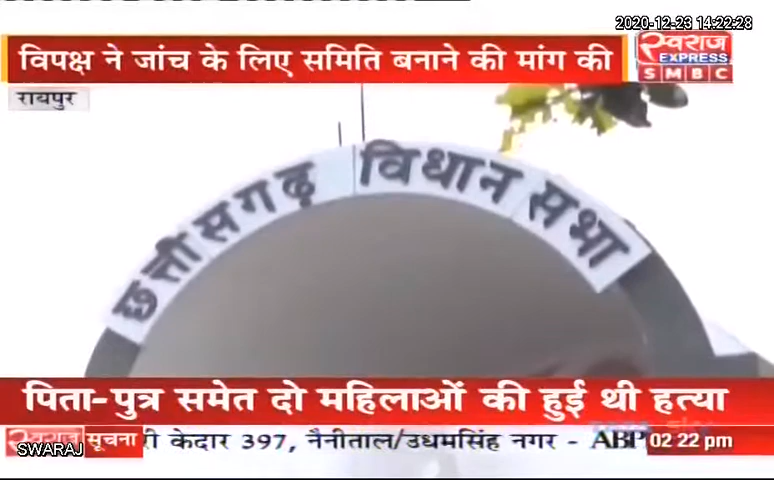 2020-12-23 14:22:28
विपक्ष ने जांच के लिए समिति बनाने की मांग की
स्वराज
EXPRESS
SMBC
रायपुर
छत्तीसगढ़ विधान सभा
पिता-पुत्र समेत दो महिलाओं की हुई थी हत्या
स्वराज सूचना
री केदार 397, नैनीताल/उधमसिंह नगर - ABP
02:22 pm
SWARAJ